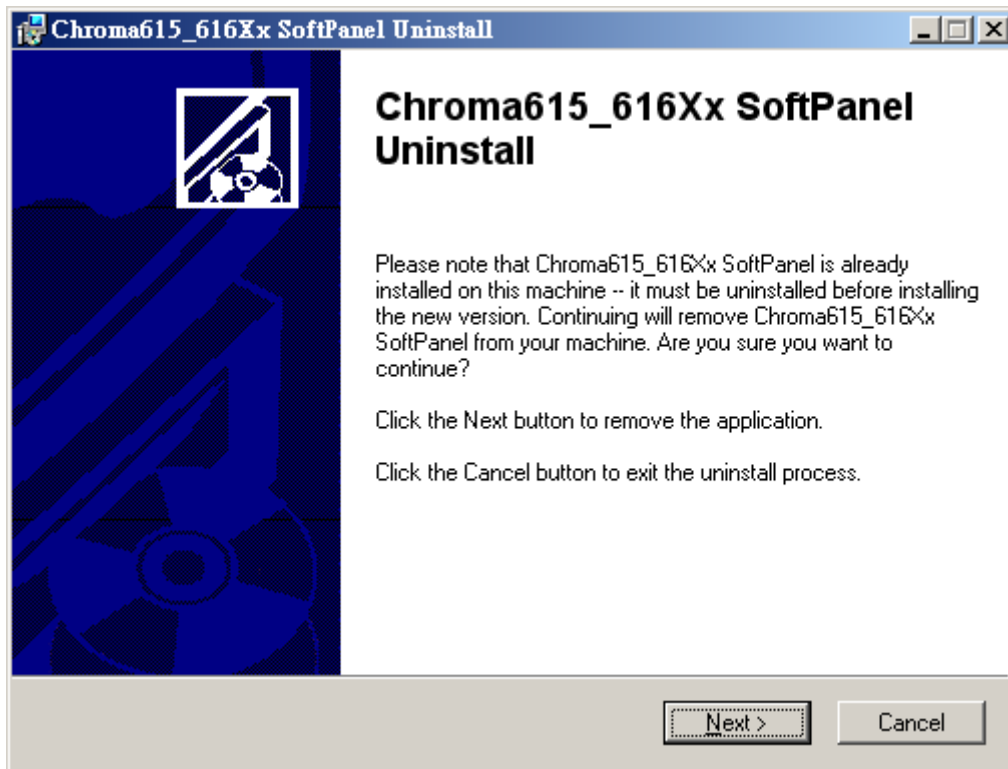 Chroma615_616Xx SoftPanel Uninstall
Chroma615_616Xx SoftPanel
Uninstall
Please note that Chroma615_616Xx SoftPanel is already
installed on this machine -- it must be uninstalled before installing
the new version. Continuing will remove Chroma615_616Xx
SoftPanel from your machine. Are you sure you want to
continue?
Click the Next button to remove the application.
Click the Cancel button to exit the uninstall process.
Next >
Cancel